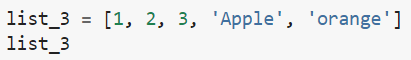 list_3 = [1, 2, 3, 'Apple', 'orange']
list_3